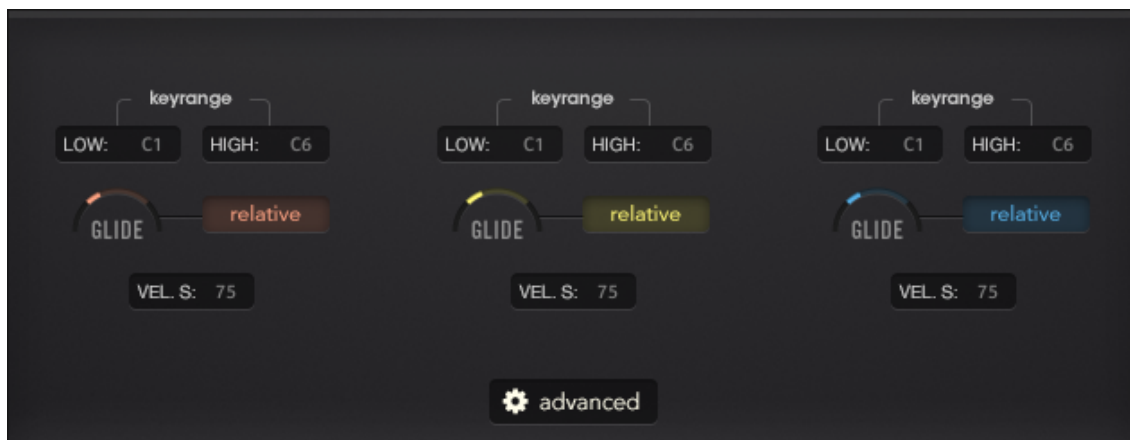 keyrange keyrange keyrange
LOW: C1 HIGH: C6 LOW: C1 HIGH: C6 LOW: C1 HIGH: C6
GLIDE relative GLIDE relative GLIDE relative
VEL. S: 75 VEL. S: 75 VEL. S: 75
advanced